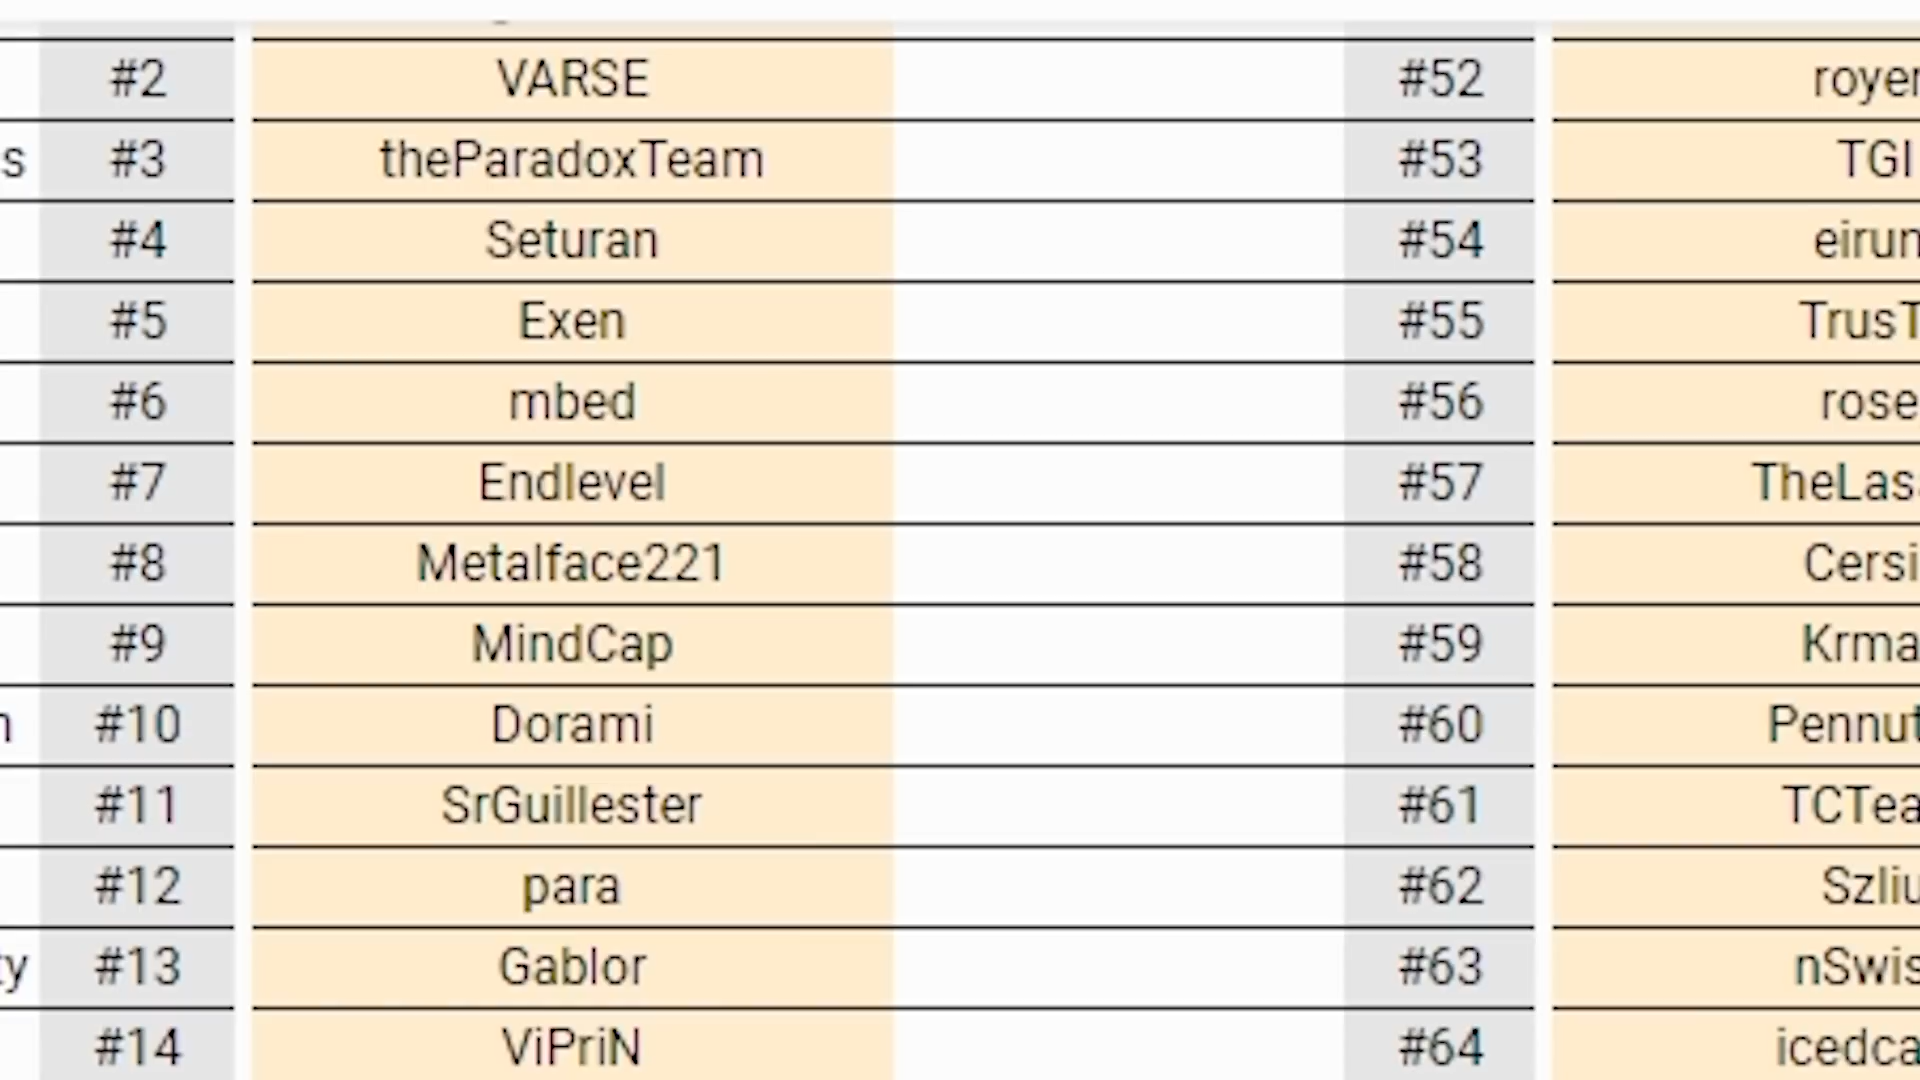 #2 VARSE #52 royer
s #3 theParadoxTeam #53 TGI
#4 Seturan #54 eirun
#5 Exen #55 TrusT
#6 mbed #56 rose
#7 Endlevel #57 TheLas
#8 Metalface221 #58 Cersi
#9 MindCap #59 Krma
n #10 Dorami #60 Pennut
#11 SrGuillester #61 TCTea
#12 para #62 Szliu
ty #13 Gablor #63 nSwis
#14 ViPriN #64 icedca